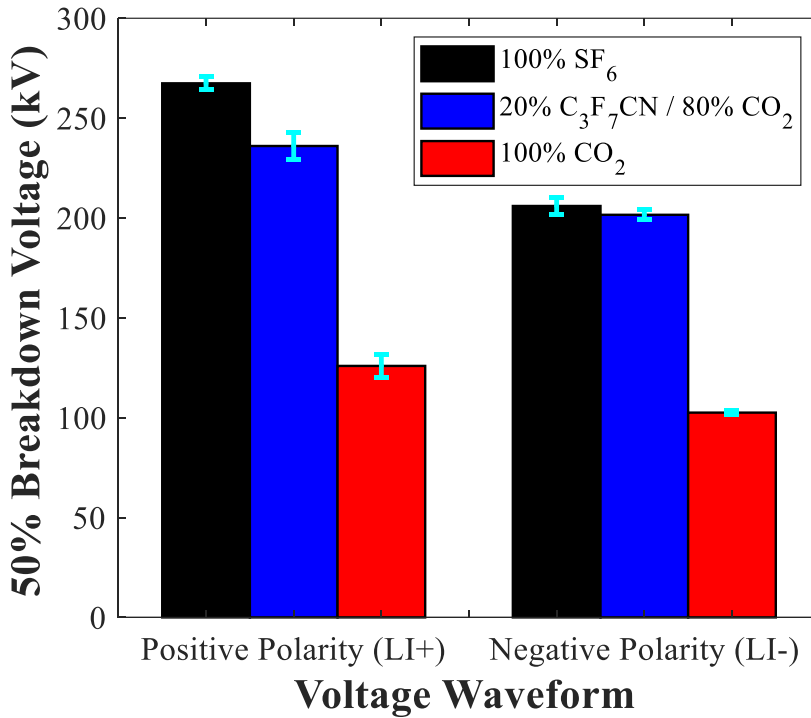 50% Breakdown Voltage (kV)
300
250
200
150
100
50
0
100% SF₆
20% C₃F₇CN / 80% CO₂
100% CO₂
Positive Polarity (LI+)
Negative Polarity (LI-)
Voltage Waveform